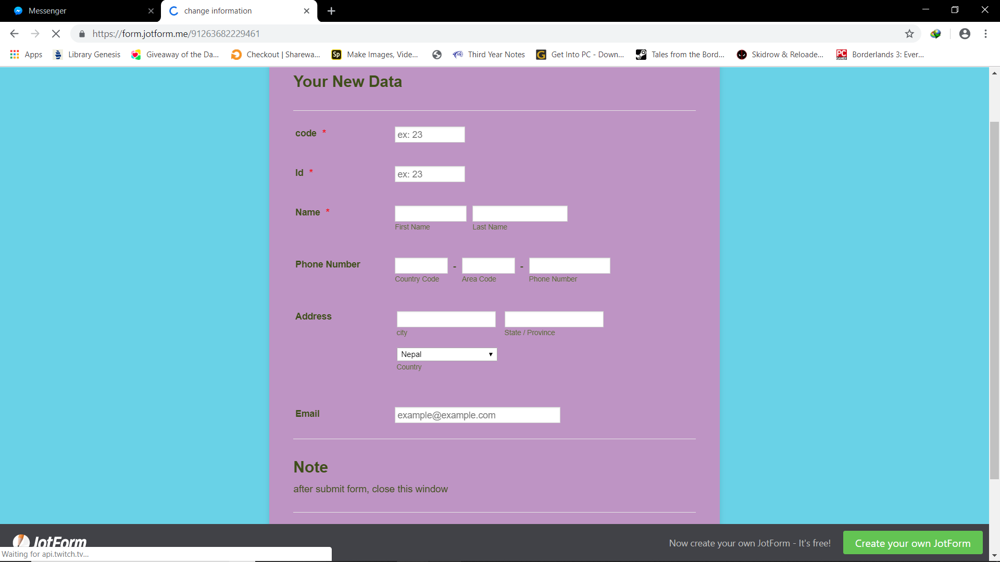 Messenger
change information
https://form.jotform.me/91263682229461
Apps Library Genesis Giveaway of the Da... Checkout | Sharewa... Sp Make Images, Vide... Third Year Notes G Get Into PC - Down... Tales from the Bord... Skidrow & Reloade... PC GAMER Borderlands 3: Ever...
Your New Data
code * ex: 23
Id * ex: 23
Name *
First Name Last Name
Phone Number - -
Country Code Area Code Phone Number
Address
city State / Province
Nepal
Country
Email example@example.com
Note
after submit form, close this window
JotForm Now create your own JotForm - It's free! Create your own JotForm
Waiting for api.twitch.tv...